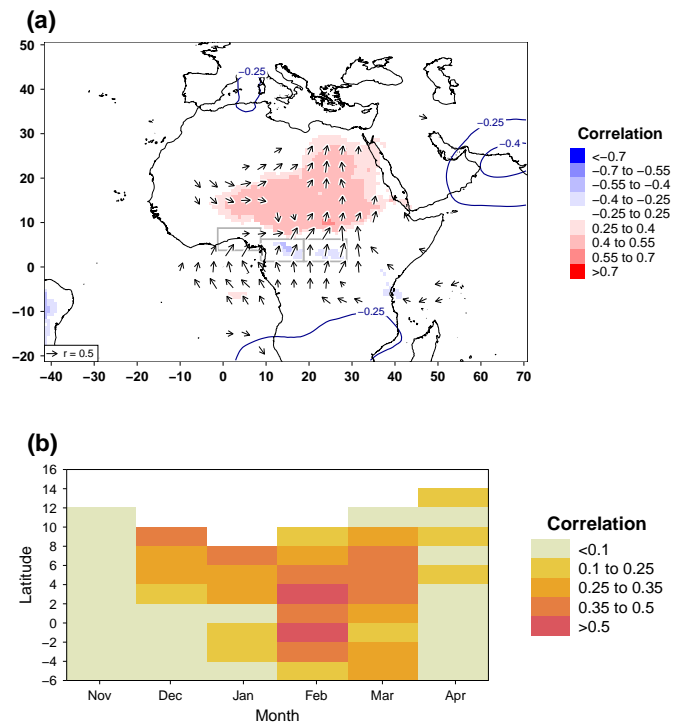 (a)
50
40
30
20
10
0
−10
−20
−40
−30
−20
−10
0
10
20
30
40
50
60
70
−0.25
−0.25
−0.4
−0.25
r = 0.5
Correlation
<−0.7
−0.7 to −0.55
−0.55 to −0.4
−0.4 to −0.25
−0.25 to 0.25
0.25 to 0.4
0.4 to 0.55
0.55 to 0.7
>0.7
(b)
16
14
12
10
8
6
4
2
0
−2
−4
−6
Latitude
Nov
Dec
Jan
Feb
Mar
Apr
Month
Correlation
<0.1
0.1 to 0.25
0.25 to 0.35
0.35 to 0.5
>0.5